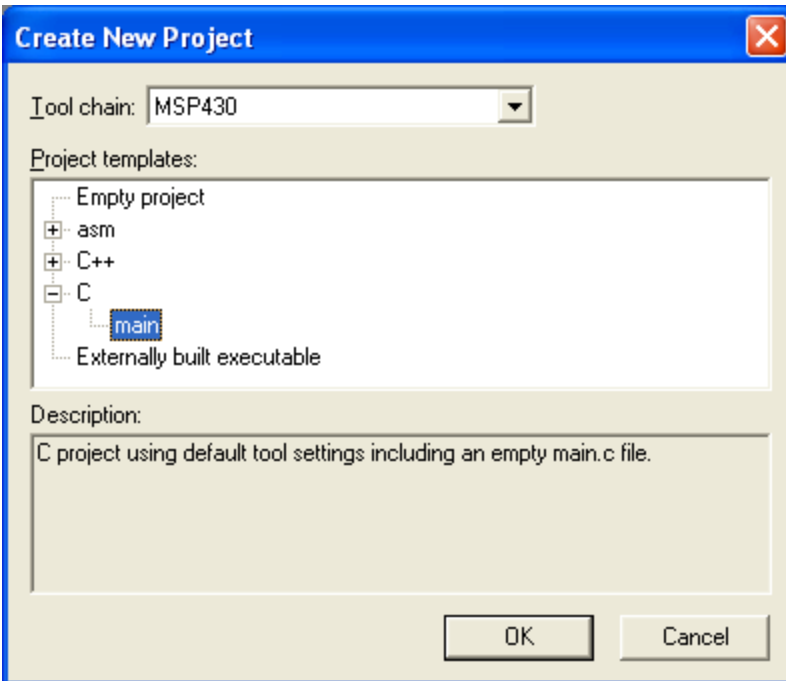 Create New Project
Tool chain: MSP430
Project templates:
Empty project
asm
C++
C
main
Externally built executable
Description:
C project using default tool settings including an empty main.c file.
OK Cancel